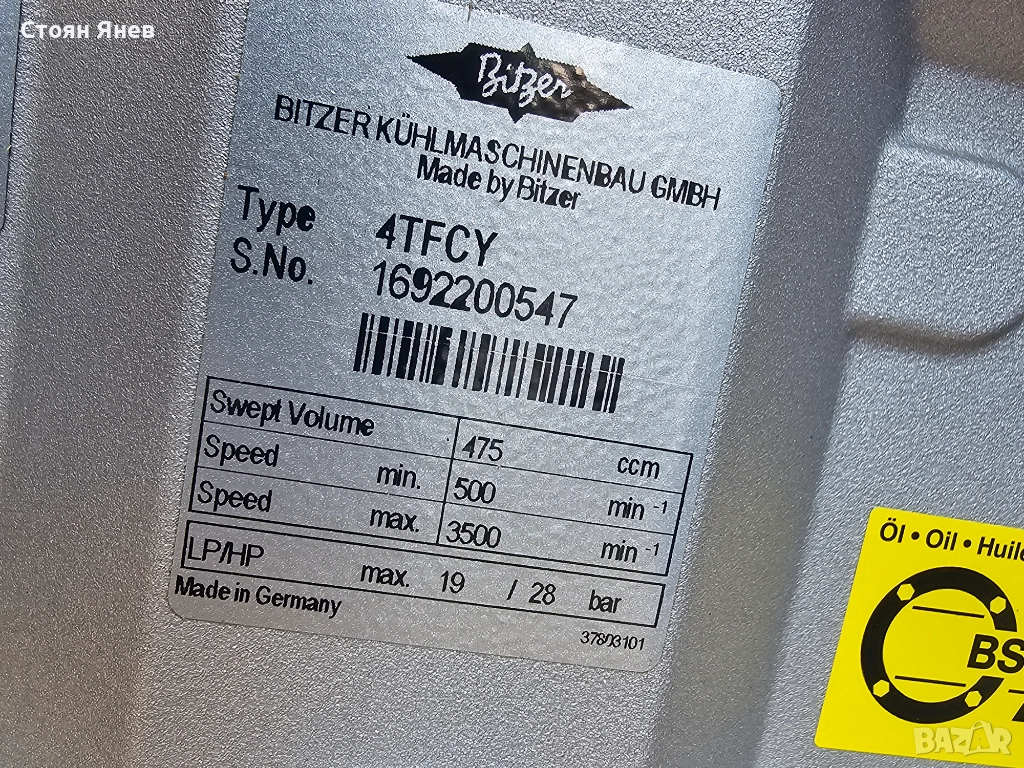 Стоян Янев
Bitzer
BITZER KÜHLMASCHINENBAU GMBH
Made by Bitzer
Type 4TFCY
S.No. 1692200547
Swept Volume 475 ccm
Speed min. 500 min -1
Speed max. 3500 min -1
LP/HP max. 19 / 28 bar
Made in Germany
37803101
Öl • Oil • Huile
BS
BAZAR